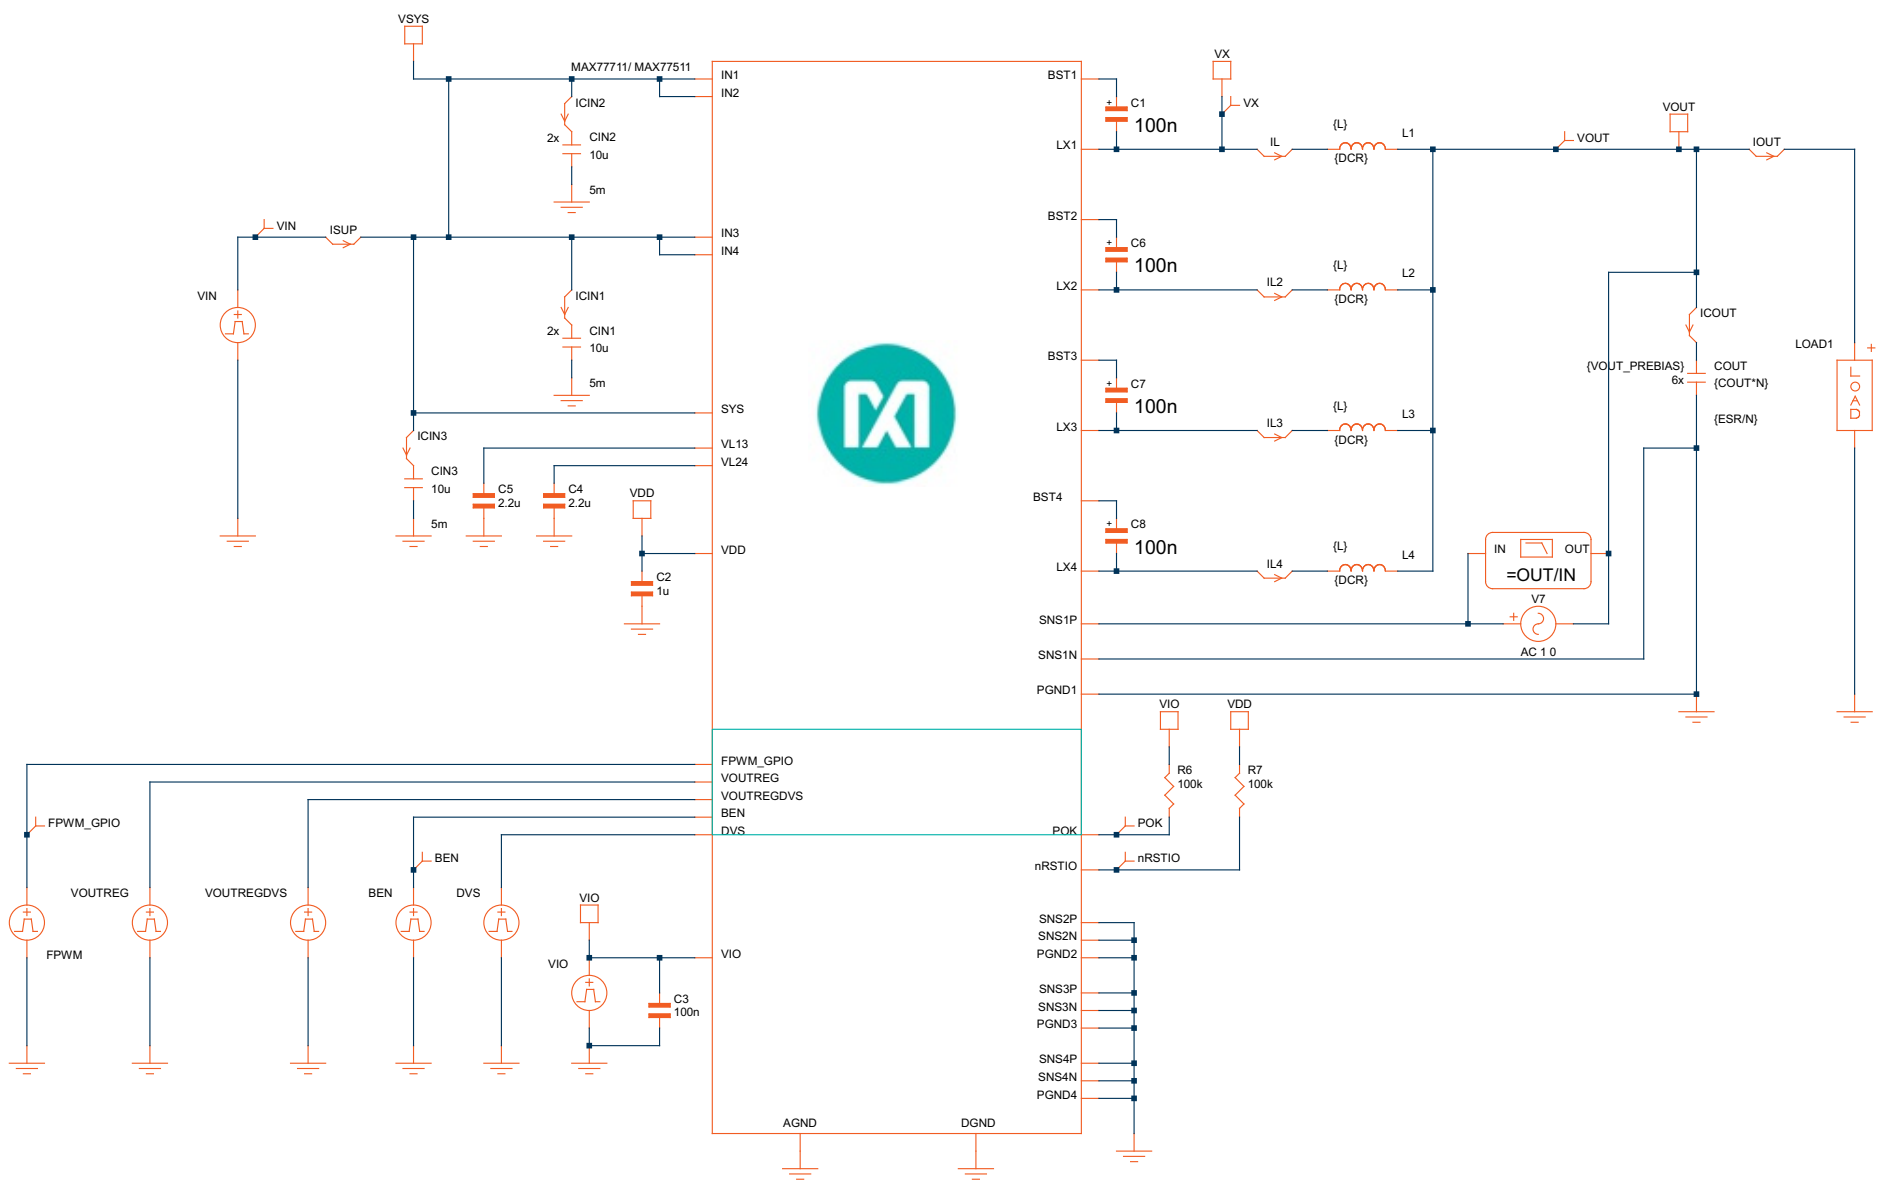 VSYS
MAX77711/ MAX77511
IN1
IN2
ICIN2
2x
CIN2
10u
5m
VIN
ISUP
IN3
IN4
VIN
ICIN1
2x
CIN1
10u
5m
SYS
ICIN3
CIN3
10u
5m
VL13
VL24
C5
2.2u
C4
2.2u
VDD
VDD
C2
1u
BST1
C1
100n
LX1
VX
VX
IL
{L}
L1
{DCR}
VOUT
VOUT
IOUT
BST2
C6
100n
LX2
IL2
{L}
L2
{DCR}
BST3
C7
100n
LX3
IL3
{L}
L3
{DCR}
BST4
C8
100n
LX4
IL4
{L}
L4
{DCR}
ICOUT
{VOUT_PREBIAS}
6x
COUT
{COUT*N}
{ESR/N}
LOAD1
+
LOAD
IN
OUT
=OUT/IN
V7
+
AC 1 0
SNS1P
SNS1N
PGND1
VIO
VDD
R6
100k
R7
100k
FPWM_GPIO
VOUTREG
VOUTREGDVS
BEN
DVS
POK
POK
nRSTIO
nRSTIO
FPWM_GPIO
BEN
VOUTREG
VOUTREGDVS
BEN
DVS
FPWM
VIO
VIO
VIO
C3
100n
SNS2P
SNS2N
PGND2
SNS3P
SNS3N
PGND3
SNS4P
SNS4N
PGND4
AGND
DGND